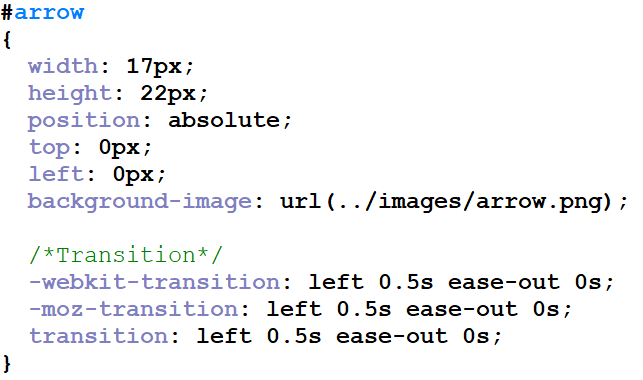 #arrow
{
  width: 17px;
  height: 22px;
  position: absolute;
  top: 0px;
  left: 0px;
  background-image: url(../images/arrow.png);

  /*Transition*/
  -webkit-transition: left 0.5s ease-out 0s;
  -moz-transition: left 0.5s ease-out 0s;
  transition: left 0.5s ease-out 0s;
}